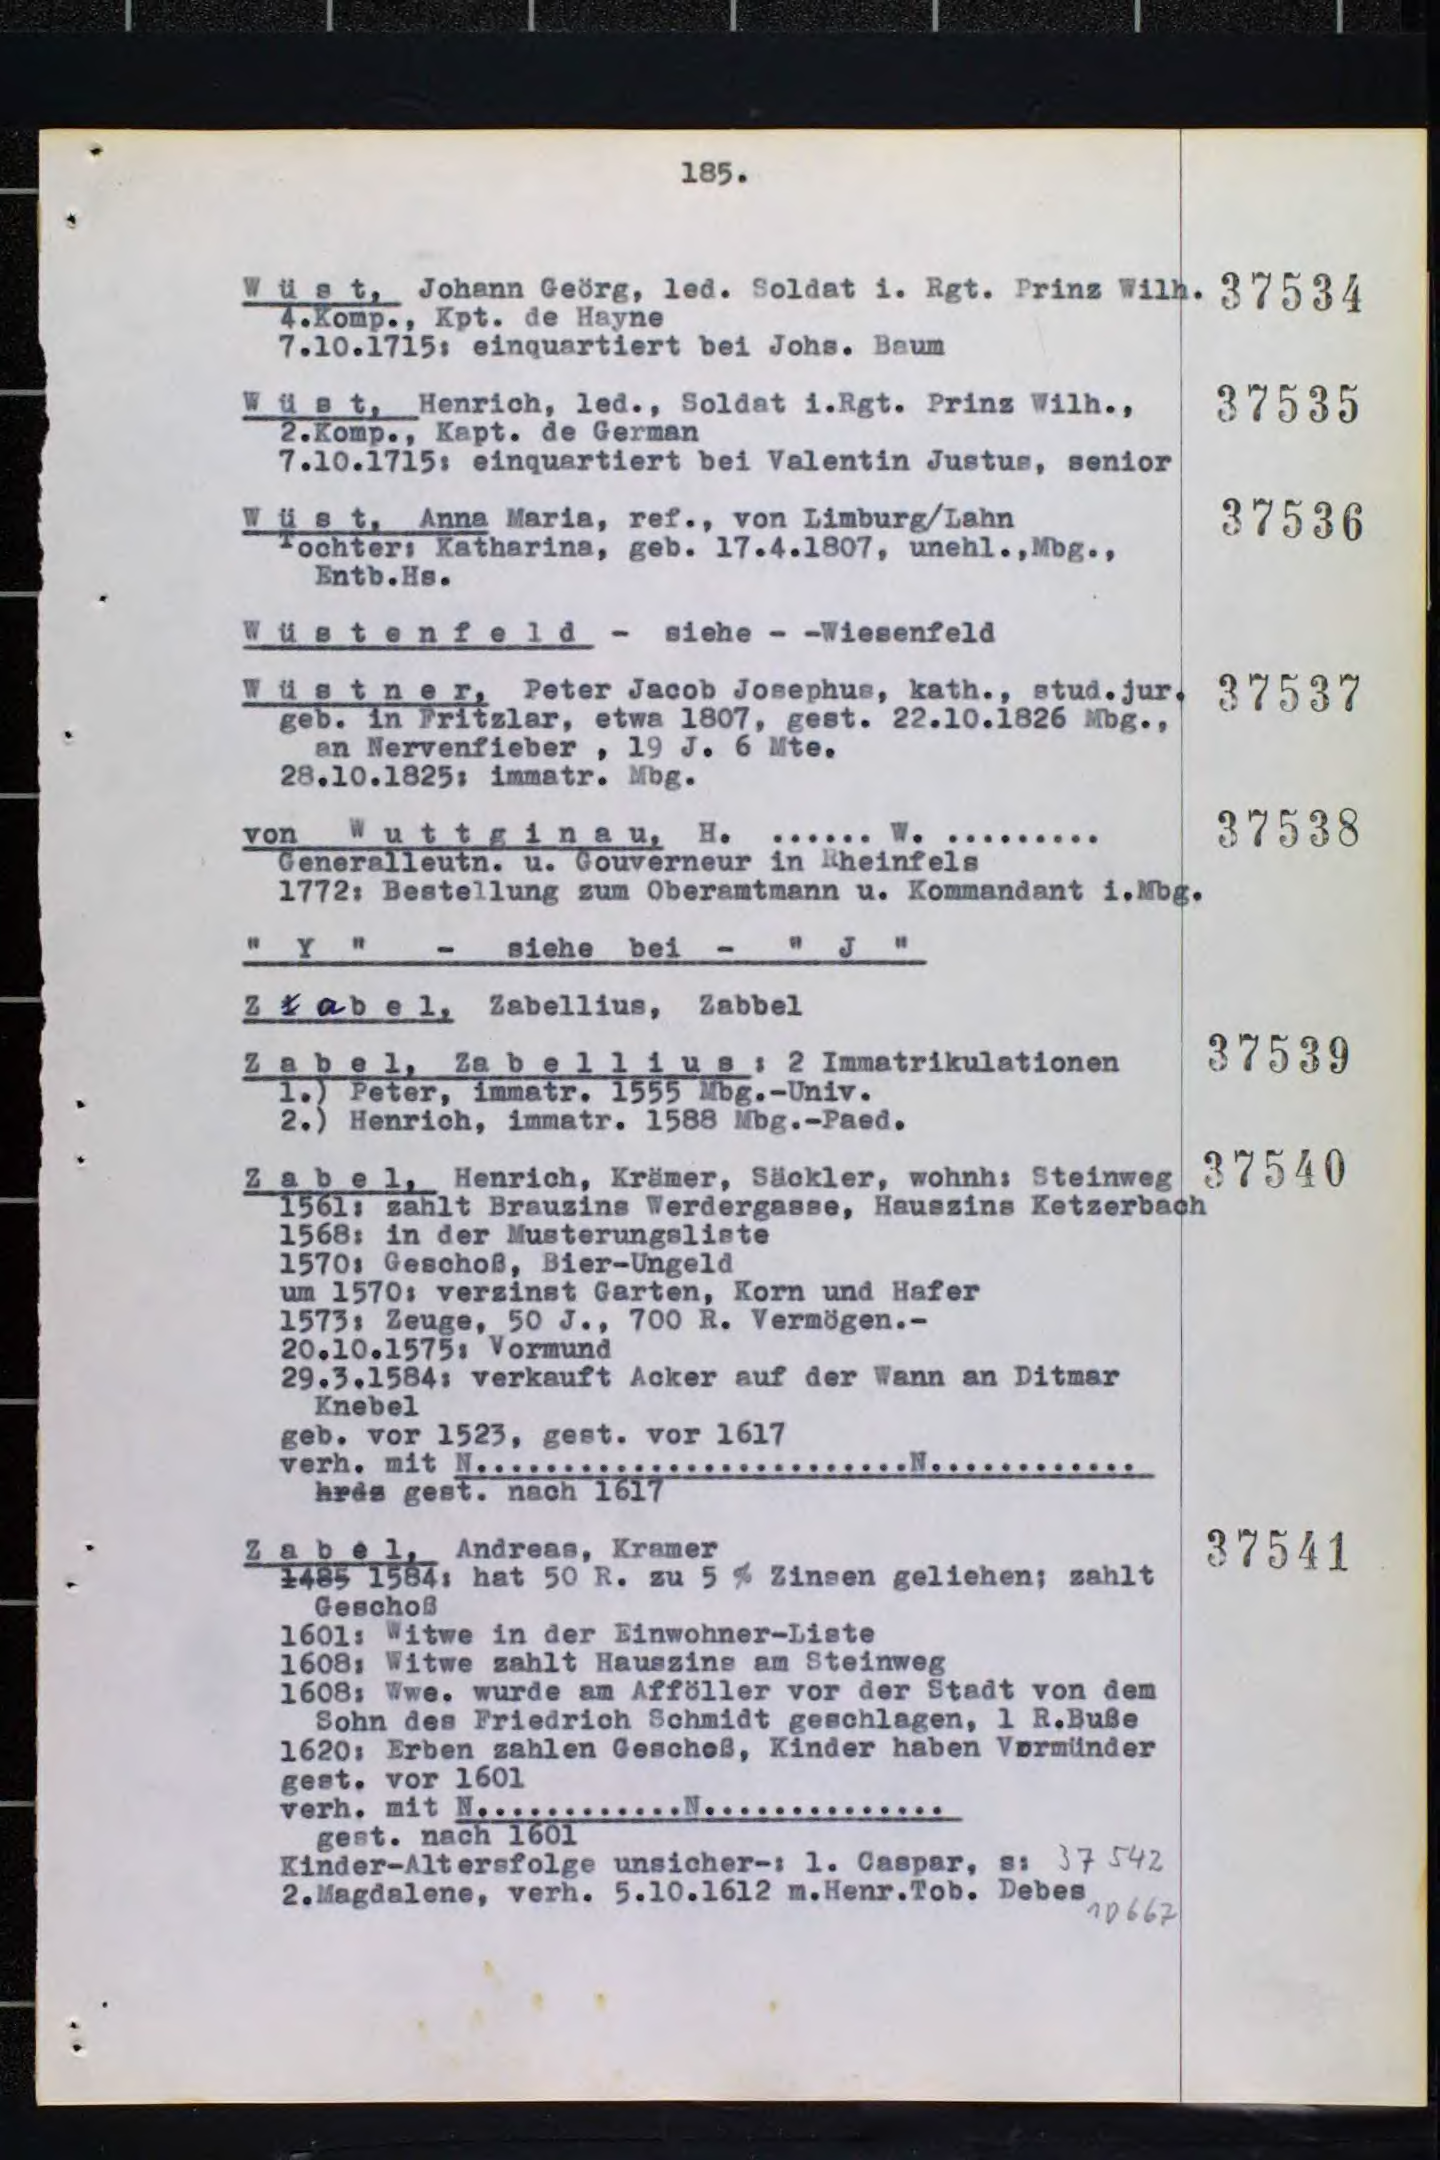 185.
W ü s t, Johann Geörg, led. Soldat i. Rgt. Prinz Wilh. 37534
4.Komp., Kpt. de Hayne
7.10.1715: einquartiert bei Johs. Baum
W ü s t, Henrich, led., Soldat i.Rgt. Prinz Wilh., 37535
2.Komp., Kapt. de German
7.10.1715: einquartiert bei Valentin Justus, senior
W ü s t, Anna Maria, ref., von Limburg/Lahn 37536
Tochter: Katharina, geb. 17.4.1807, unehl.,Mbg.,
Entb.Hs.
W ü s t e n f e l d - siehe - -Wiesenfeld
W ü s t n e r, Peter Jacob Josephus, kath., stud.jur. 37537
geb. in Fritzlar, etwa 1807, gest. 22.10.1826 Mbg.,
an Nervenfieber , 19 J. 6 Mte.
28.10.1825: immatr. Mbg.
von W u t t g i n a u, H. ...... W. ......... 37538
Generalleutn. u. Gouverneur in Rheinfels
1772: Bestellung zum Oberamtmann u. Kommandant i.Mbg.
" Y " - siehe bei - " J "
Z a b e l, Zabellius, Zabbel
Z a b e l, Za b e l l i u s : 2 Immatrikulationen 37539
1.) Peter, immatr. 1555 Mbg.-Univ.
2.) Henrich, immatr. 1588 Mbg.-Paed.
Z a b e l, Henrich, Krämer, Säckler, wohnh: Steinweg 37540
1561: zahlt Brauzins Werdergasse, Hauszins Ketzerbach
1568: in der Musterungsliste
1570: Geschoß, Bier-Ungeld
um 1570: verzinst Garten, Korn und Hafer
1573: Zeuge, 50 J., 700 R. Vermögen.-
20.10.1575: Vormund
29.3.1584: verkauft Acker auf der Wann an Ditmar
Knebel
geb. vor 1523, gest. vor 1617
verh. mit N.........................N............
hrds gest. nach 1617
Z a b e l, Andreas, Kramer 37541
1485 1584: hat 50 R. zu 5 % Zinsen geliehen; zahlt
Geschoß
1601: Witwe in der Einwohner-Liste
1608: Witwe zahlt Hauszins am Steinweg
1608: Wwe. wurde am Afföller vor der Stadt von dem
Sohn des Friedrich Schmidt geschlagen, 1 R.Buße
1620: Erben zahlen Gescheß, Kinder haben Vormünder
gest. vor 1601
verh. mit N............N..............
gest. nach 1601
Kinder-Altersfolge unsicher-: 1. Caspar, s: 37 542
2.Magdalene, verh. 5.10.1612 m.Henr.Tob. Debes
10667